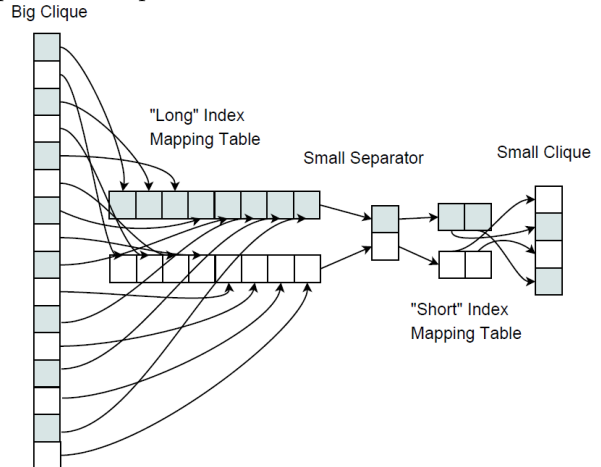 Big Clique
"Long" Index
Mapping Table
Small Separator
Small Clique
"Short" Index
Mapping Table